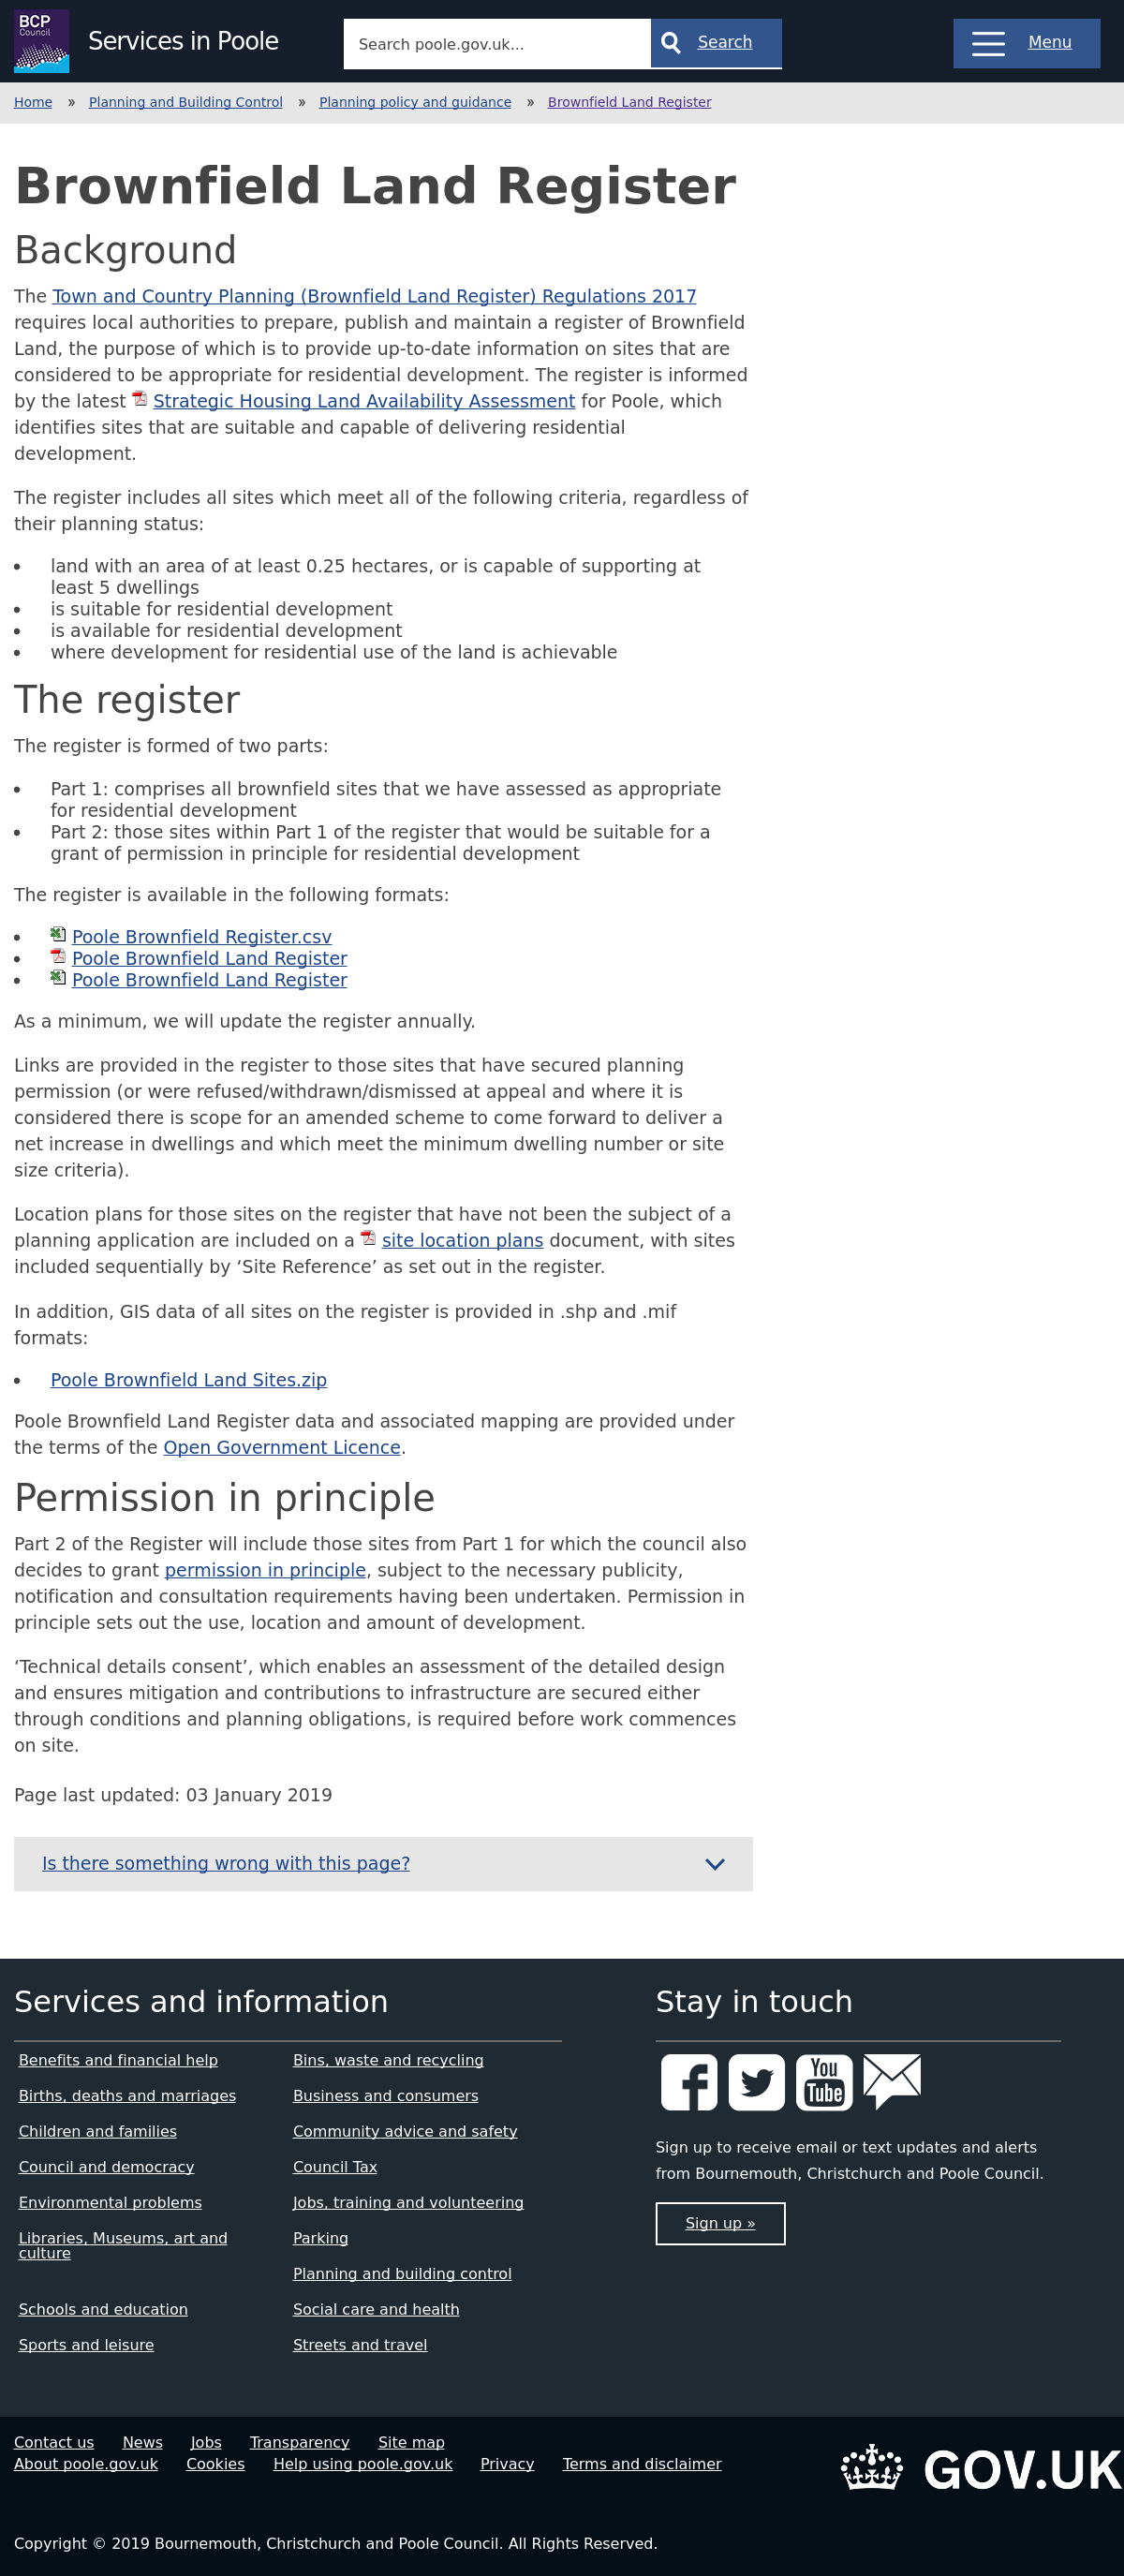 BCP
Council
Services in Poole
Search poole.gov.uk...
Search
Menu
Home » Planning and Building Control » Planning policy and guidance » Brownfield Land Register
Brownfield Land Register
Background
The Town and Country Planning (Brownfield Land Register) Regulations 2017
requires local authorities to prepare, publish and maintain a register of Brownfield
Land, the purpose of which is to provide up-to-date information on sites that are
considered to be appropriate for residential development. The register is informed
by the latest Strategic Housing Land Availability Assessment for Poole, which
identifies sites that are suitable and capable of delivering residential
development.
The register includes all sites which meet all of the following criteria, regardless of
their planning status:
• land with an area of at least 0.25 hectares, or is capable of supporting at
least 5 dwellings
• is suitable for residential development
• is available for residential development
• where development for residential use of the land is achievable
The register
The register is formed of two parts:
• Part 1: comprises all brownfield sites that we have assessed as appropriate
for residential development
• Part 2: those sites within Part 1 of the register that would be suitable for a
grant of permission in principle for residential development
The register is available in the following formats:
• Poole Brownfield Register.csv
• Poole Brownfield Land Register
• Poole Brownfield Land Register
As a minimum, we will update the register annually.
Links are provided in the register to those sites that have secured planning
permission (or were refused/withdrawn/dismissed at appeal and where it is
considered there is scope for an amended scheme to come forward to deliver a
net increase in dwellings and which meet the minimum dwelling number or site
size criteria).
Location plans for those sites on the register that have not been the subject of a
planning application are included on a site location plans document, with sites
included sequentially by ‘Site Reference’ as set out in the register.
In addition, GIS data of all sites on the register is provided in .shp and .mif
formats:
• Poole Brownfield Land Sites.zip
Poole Brownfield Land Register data and associated mapping are provided under
the terms of the Open Government Licence.
Permission in principle
Part 2 of the Register will include those sites from Part 1 for which the council also
decides to grant permission in principle, subject to the necessary publicity,
notification and consultation requirements having been undertaken. Permission in
principle sets out the use, location and amount of development.
‘Technical details consent’, which enables an assessment of the detailed design
and ensures mitigation and contributions to infrastructure are secured either
through conditions and planning obligations, is required before work commences
on site.
Page last updated: 03 January 2019
Is there something wrong with this page?
Services and information
Benefits and financial help
Bins, waste and recycling
Births, deaths and marriages
Business and consumers
Children and families
Community advice and safety
Council and democracy
Council Tax
Environmental problems
Jobs, training and volunteering
Libraries, Museums, art and
culture
Parking
Planning and building control
Schools and education
Social care and health
Sports and leisure
Streets and travel
Stay in touch
You
Tube
Sign up to receive email or text updates and alerts
from Bournemouth, Christchurch and Poole Council.
Sign up »
Contact us News Jobs Transparency Site map
About poole.gov.uk Cookies Help using poole.gov.uk Privacy Terms and disclaimer
GOV.UK
Copyright © 2019 Bournemouth, Christchurch and Poole Council. All Rights Reserved.